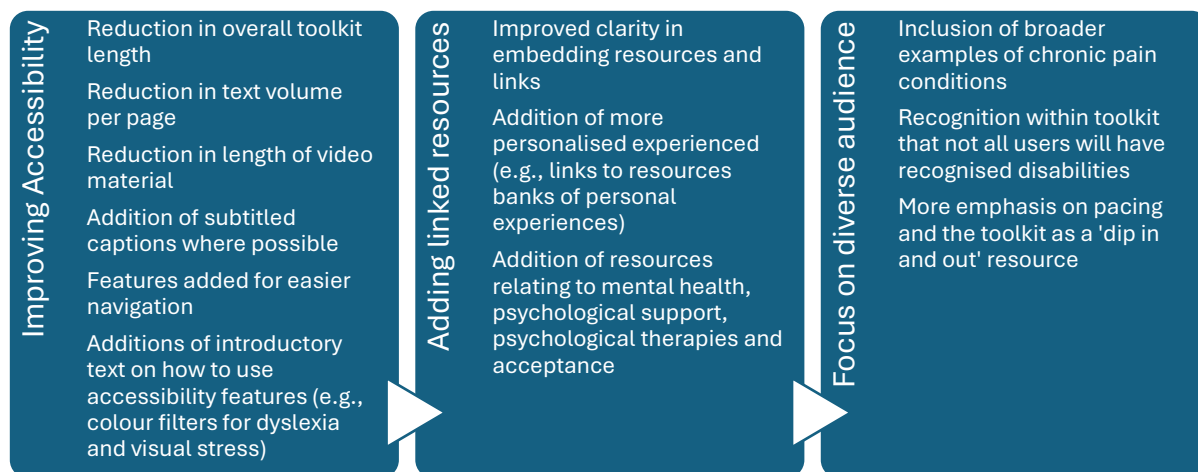 Improving Accessibility
Reduction in overall toolkit
length
Reduction in text volume
per page
Reduction in length of video
material
Addition of subtitled
captions where possible
Features added for easier
navigation
Additions of introductory
text on how to use
accessibility features (e.g.,
colour filters for dyslexia
and visual stress)
Adding linked resources
Improved clarity in
embedding resources and
links
Addition of more
personalised experienced
(e.g., links to resources
banks of personal
experiences)
Addition of resources
relating to mental health,
psychological support,
psychological therapies and
acceptance
Focus on diverse audience
Inclusion of broader
examples of chronic pain
conditions
Recognition within toolkit
that not all users will have
recognised disabilities
More emphasis on pacing
and the toolkit as a 'dip in
and out' resource